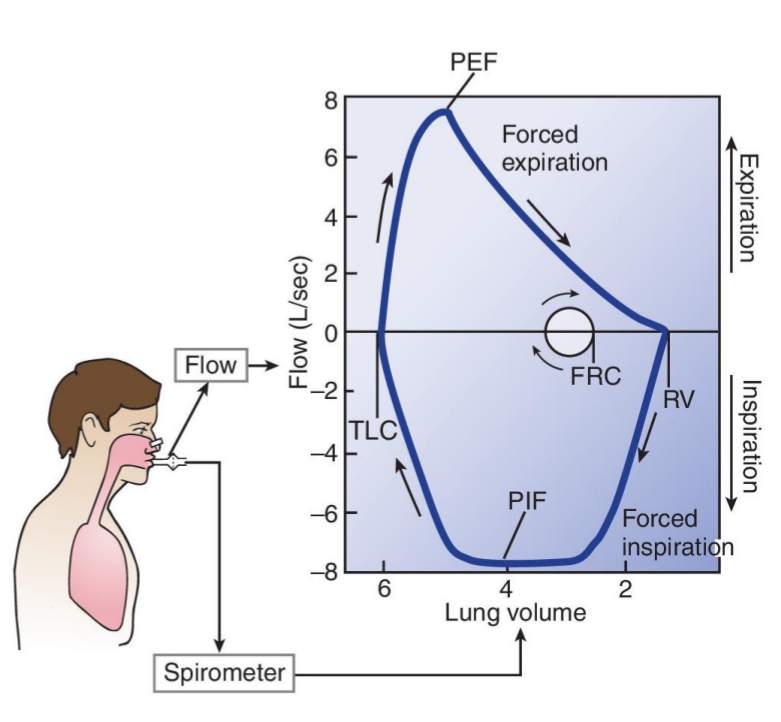 PEF
8
6
4
2
0
–2
–4
–6
–8
Flow (L/sec)
Forced
expiration
Expiration
Flow
FRC
RV
TLC
Inspiration
PIF
Forced
inspiration
6
4
2
Lung volume
Spirometer